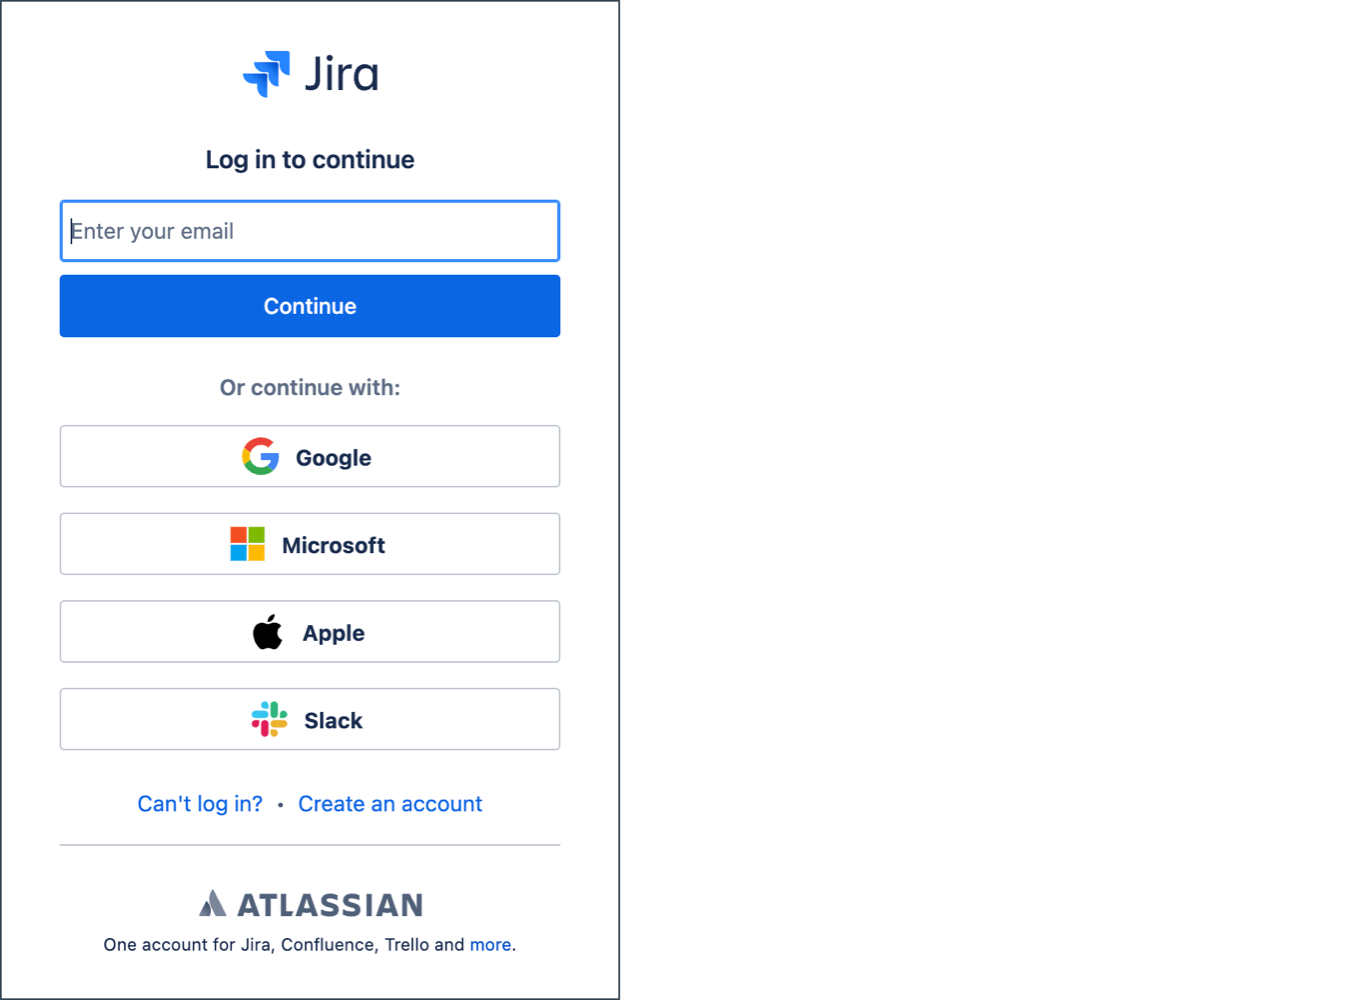 Jira
Log in to continue
Enter your email
Continue
Or continue with:
Google
Microsoft
Apple
Slack
Can't log in? • Create an account
ATLASSIAN
One account for Jira, Confluence, Trello and more.